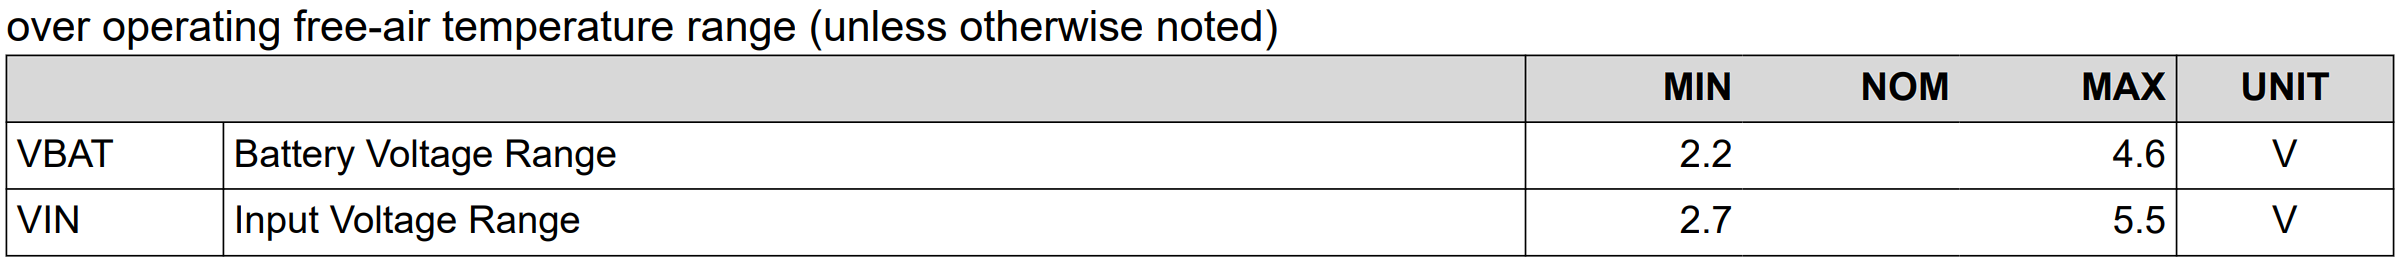 over operating free-air temperature range (unless otherwise noted)
MIN NOM MAX UNIT
VBAT Battery Voltage Range 2.2 4.6 V
VIN Input Voltage Range 2.7 5.5 V